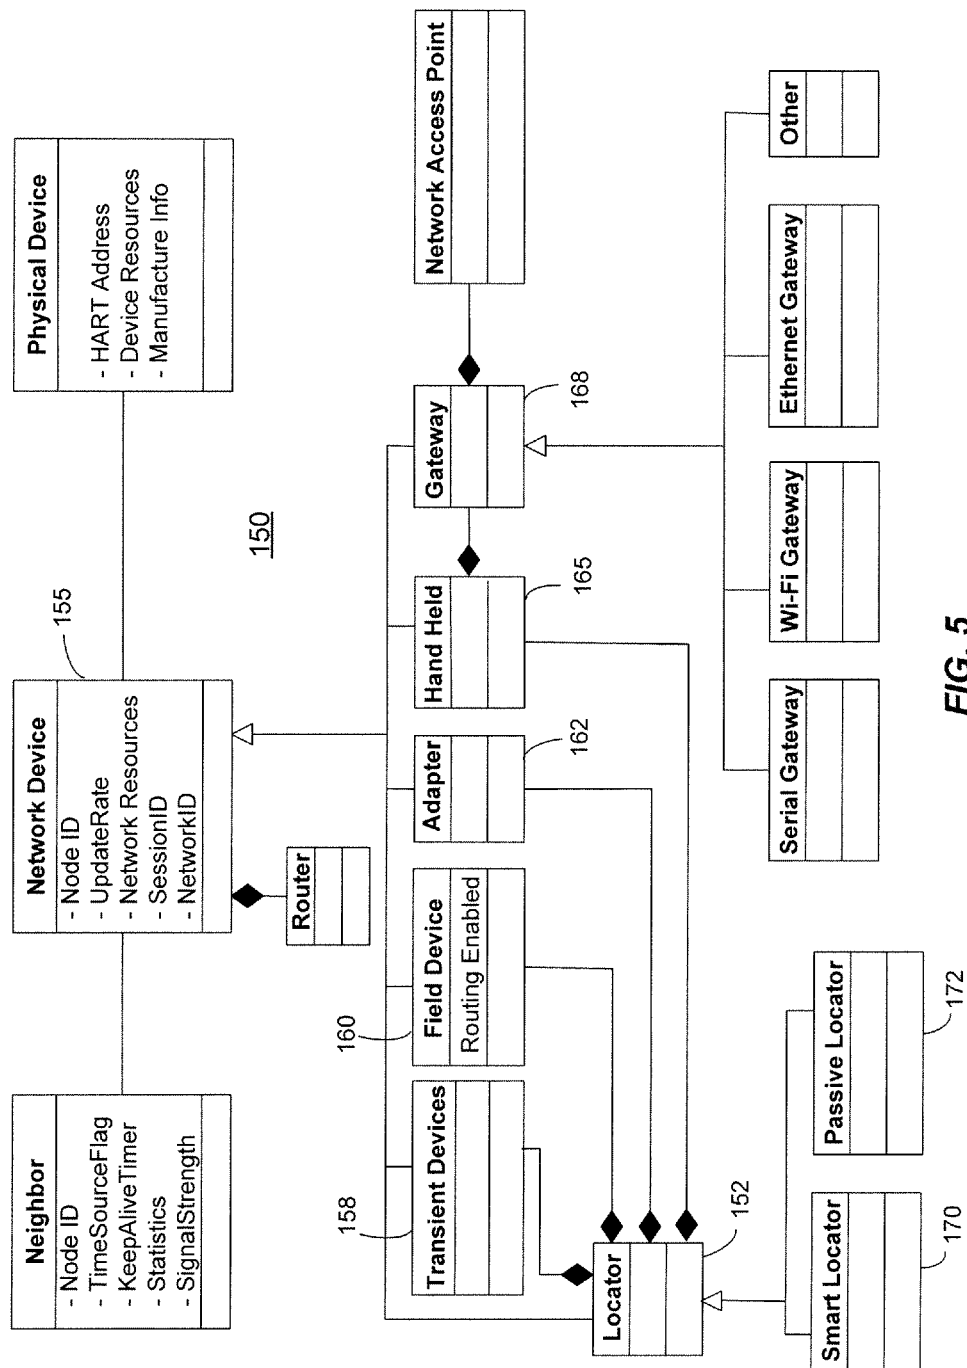 Neighbor
- Node ID
- TimeSourceFlag
- KeepAliveTimer
- Statistics
- SignalStrength
Network Device
- Node ID
- UpdateRate
- Network Resources
- SessionID
- NetworkID
155
Physical Device
- HART Address
- Device Resources
- Manufacture Info
150
Router
Transient Devices
158
Field Device
Routing Enabled
160
Adapter
162
Hand Held
165
Gateway
168
Network Access Point
Locator
152
Smart Locator
170
Passive Locator
172
Serial Gateway
Wi-Fi Gateway
Ethernet Gateway
Other
FIG. 5